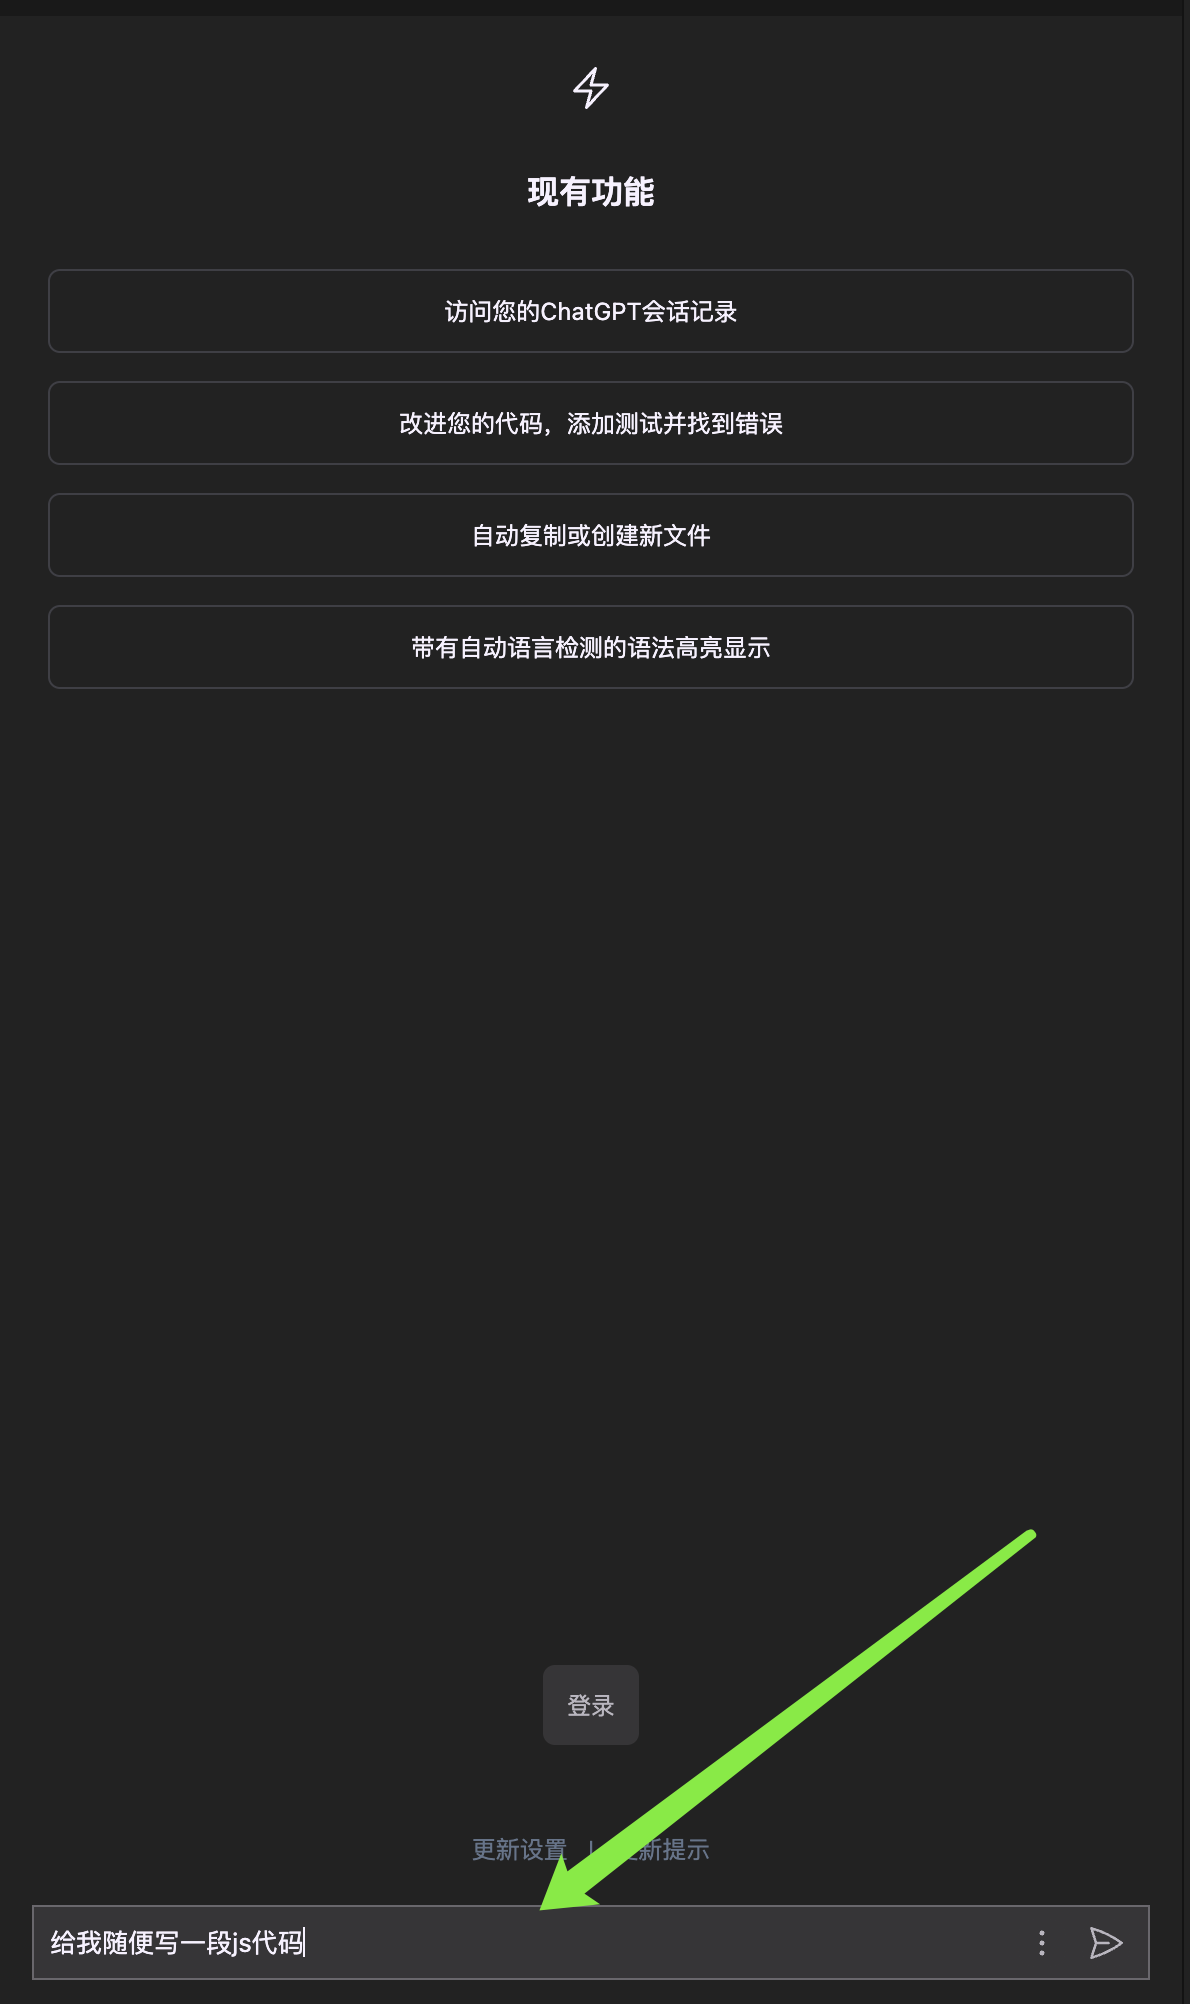 现有功能
访问您的ChatGPT会话记录
改进您的代码，添加测试并找到错误
自动复制或创建新文件
带有自动语言检测的语法高亮显示
登录
更新设置 | 新提示
给我随便写一段js代码